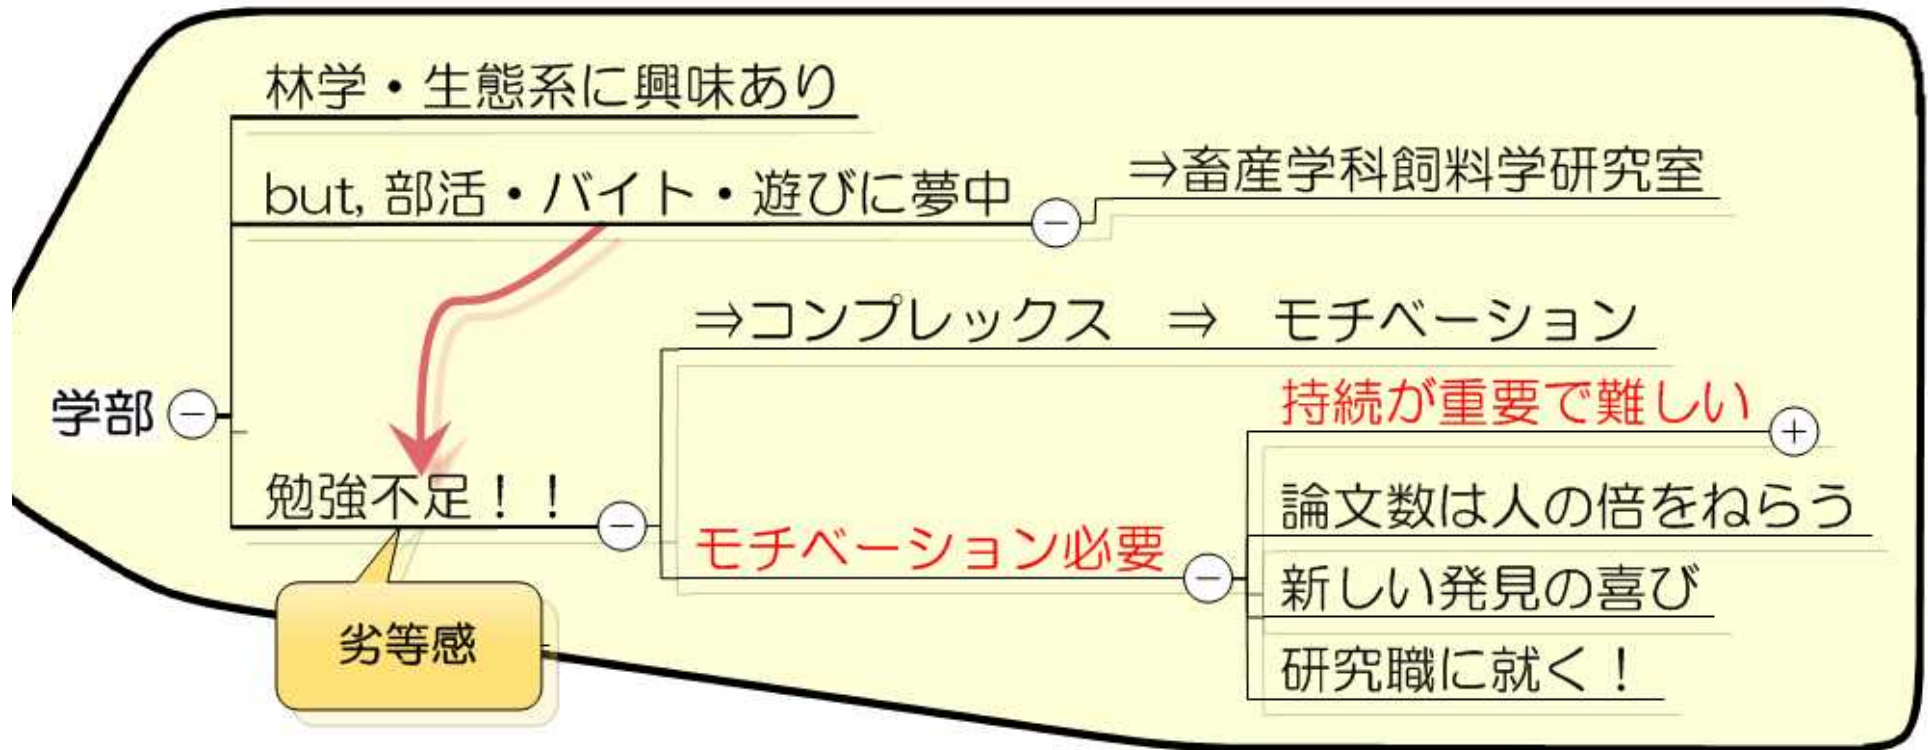 林学・生態系に興味あり
but, 部活・バイト・遊びに夢中
⇒畜産学科飼料学研究室
学部
勉強不足！！
⇒コンプレックス ⇒ モチベーション
モチベーション必要
持続が重要で難しい
論文数は人の倍をねらう
新しい発見の喜び
研究職に就く！
劣等感